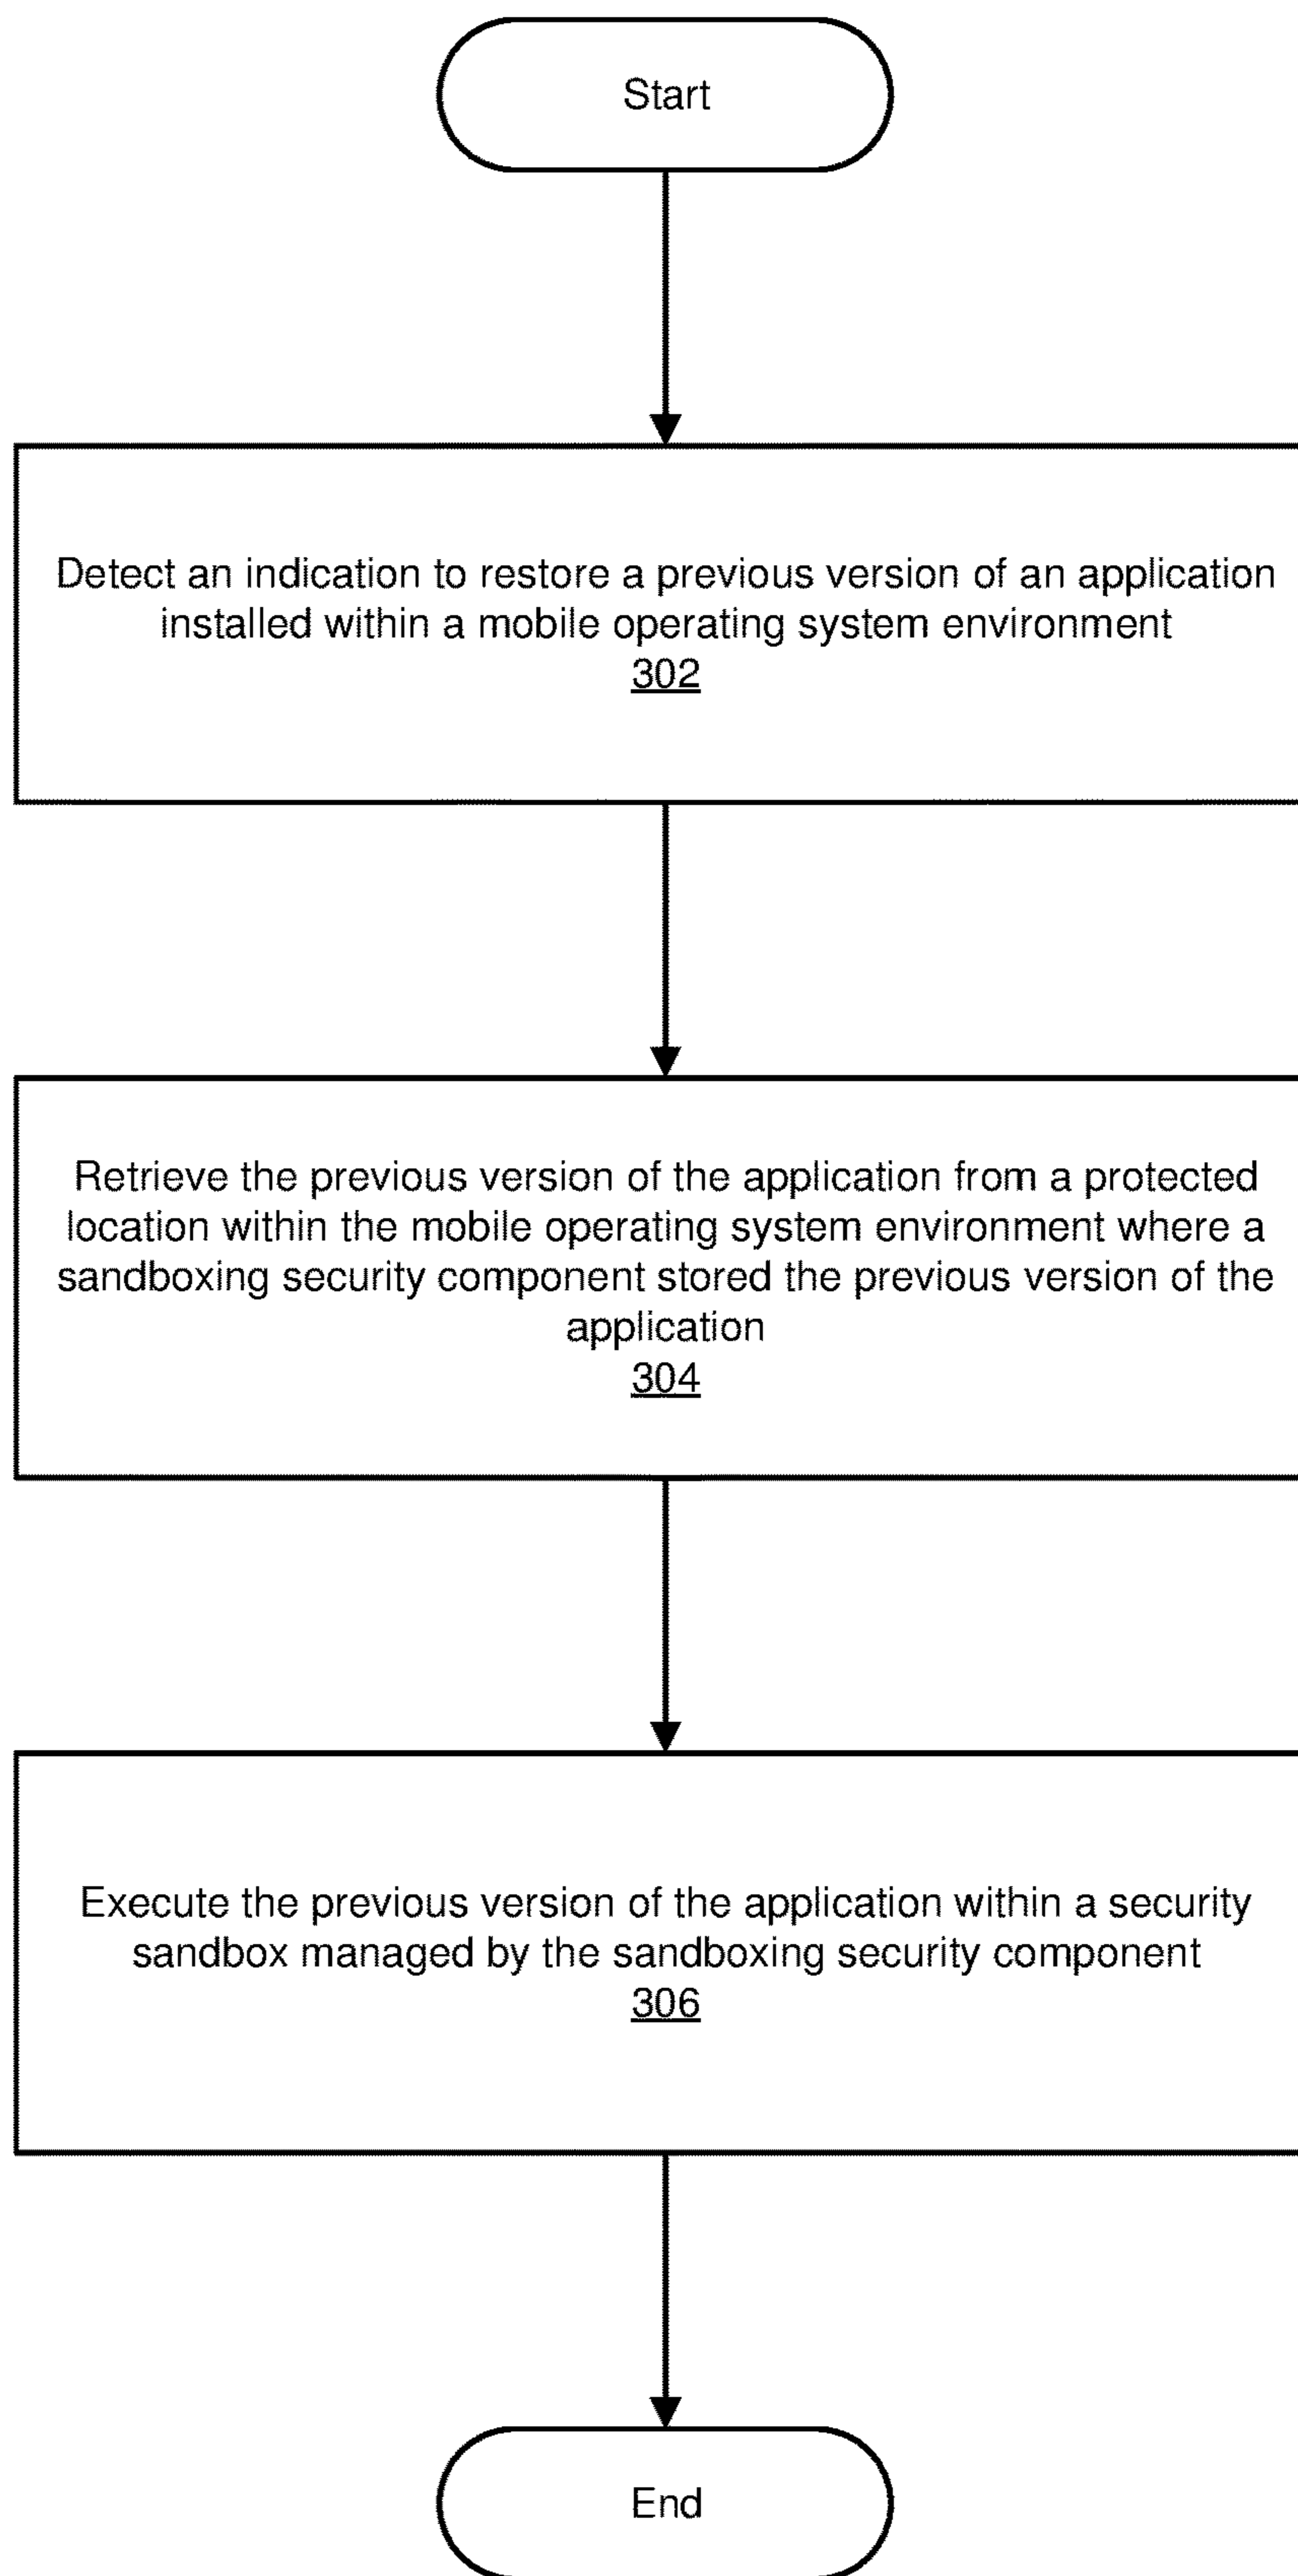 Start
Detect an indication to restore a previous version of an application
installed within a mobile operating system environment
302
Retrieve the previous version of the application from a protected
location within the mobile operating system environment where a
sandboxing security component stored the previous version of the
application
304
Execute the previous version of the application within a security
sandbox managed by the sandboxing security component
306
End